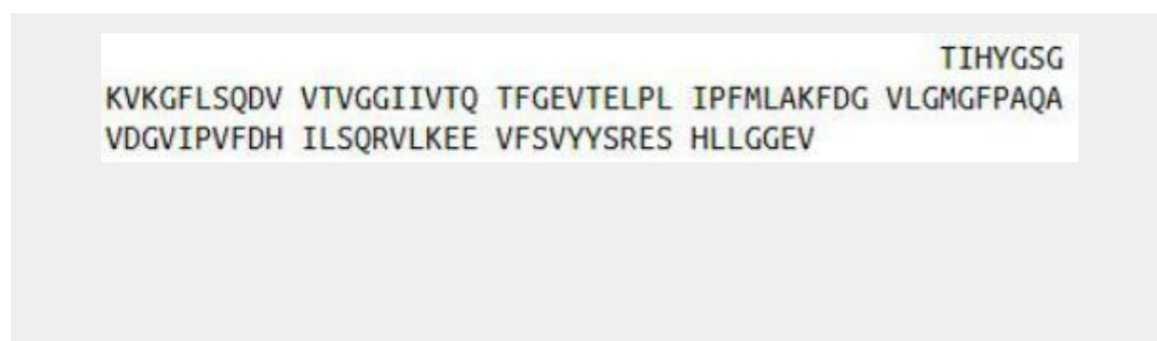 TIHYGSG
KVKGFLSQDV VTVGGIIVTQ TFGEVTELPL IPFMLAKFDG VLGMGFPAQA
VDGVIPVFDH ILSQRVLKEE VFSVYYSRES HLLGGEV